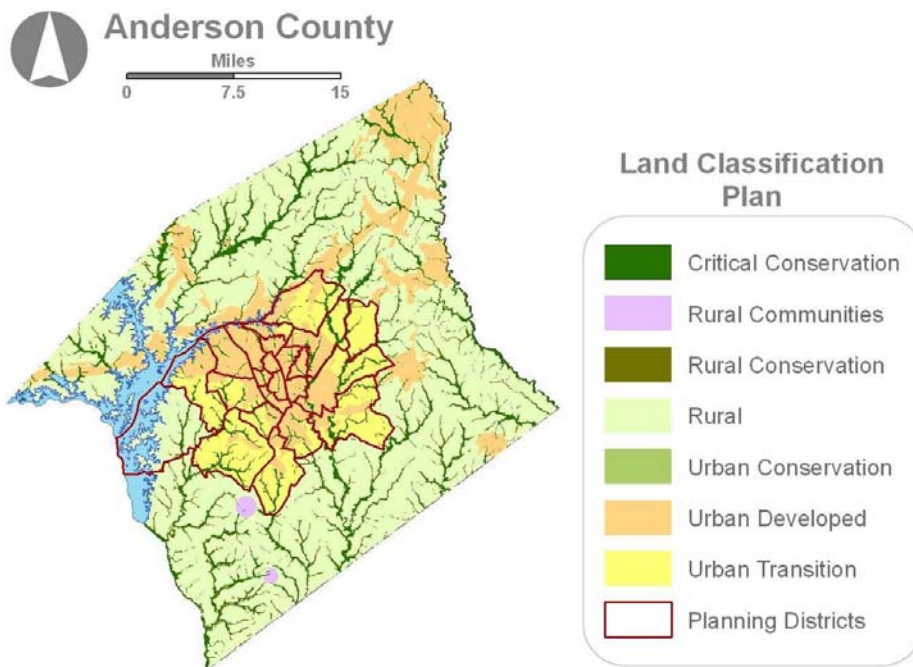 Anderson County
Miles
0 7.5 15
Land Classification
Plan
Critical Conservation
Rural Communities
Rural Conservation
Rural
Urban Conservation
Urban Developed
Urban Transition
Planning Districts